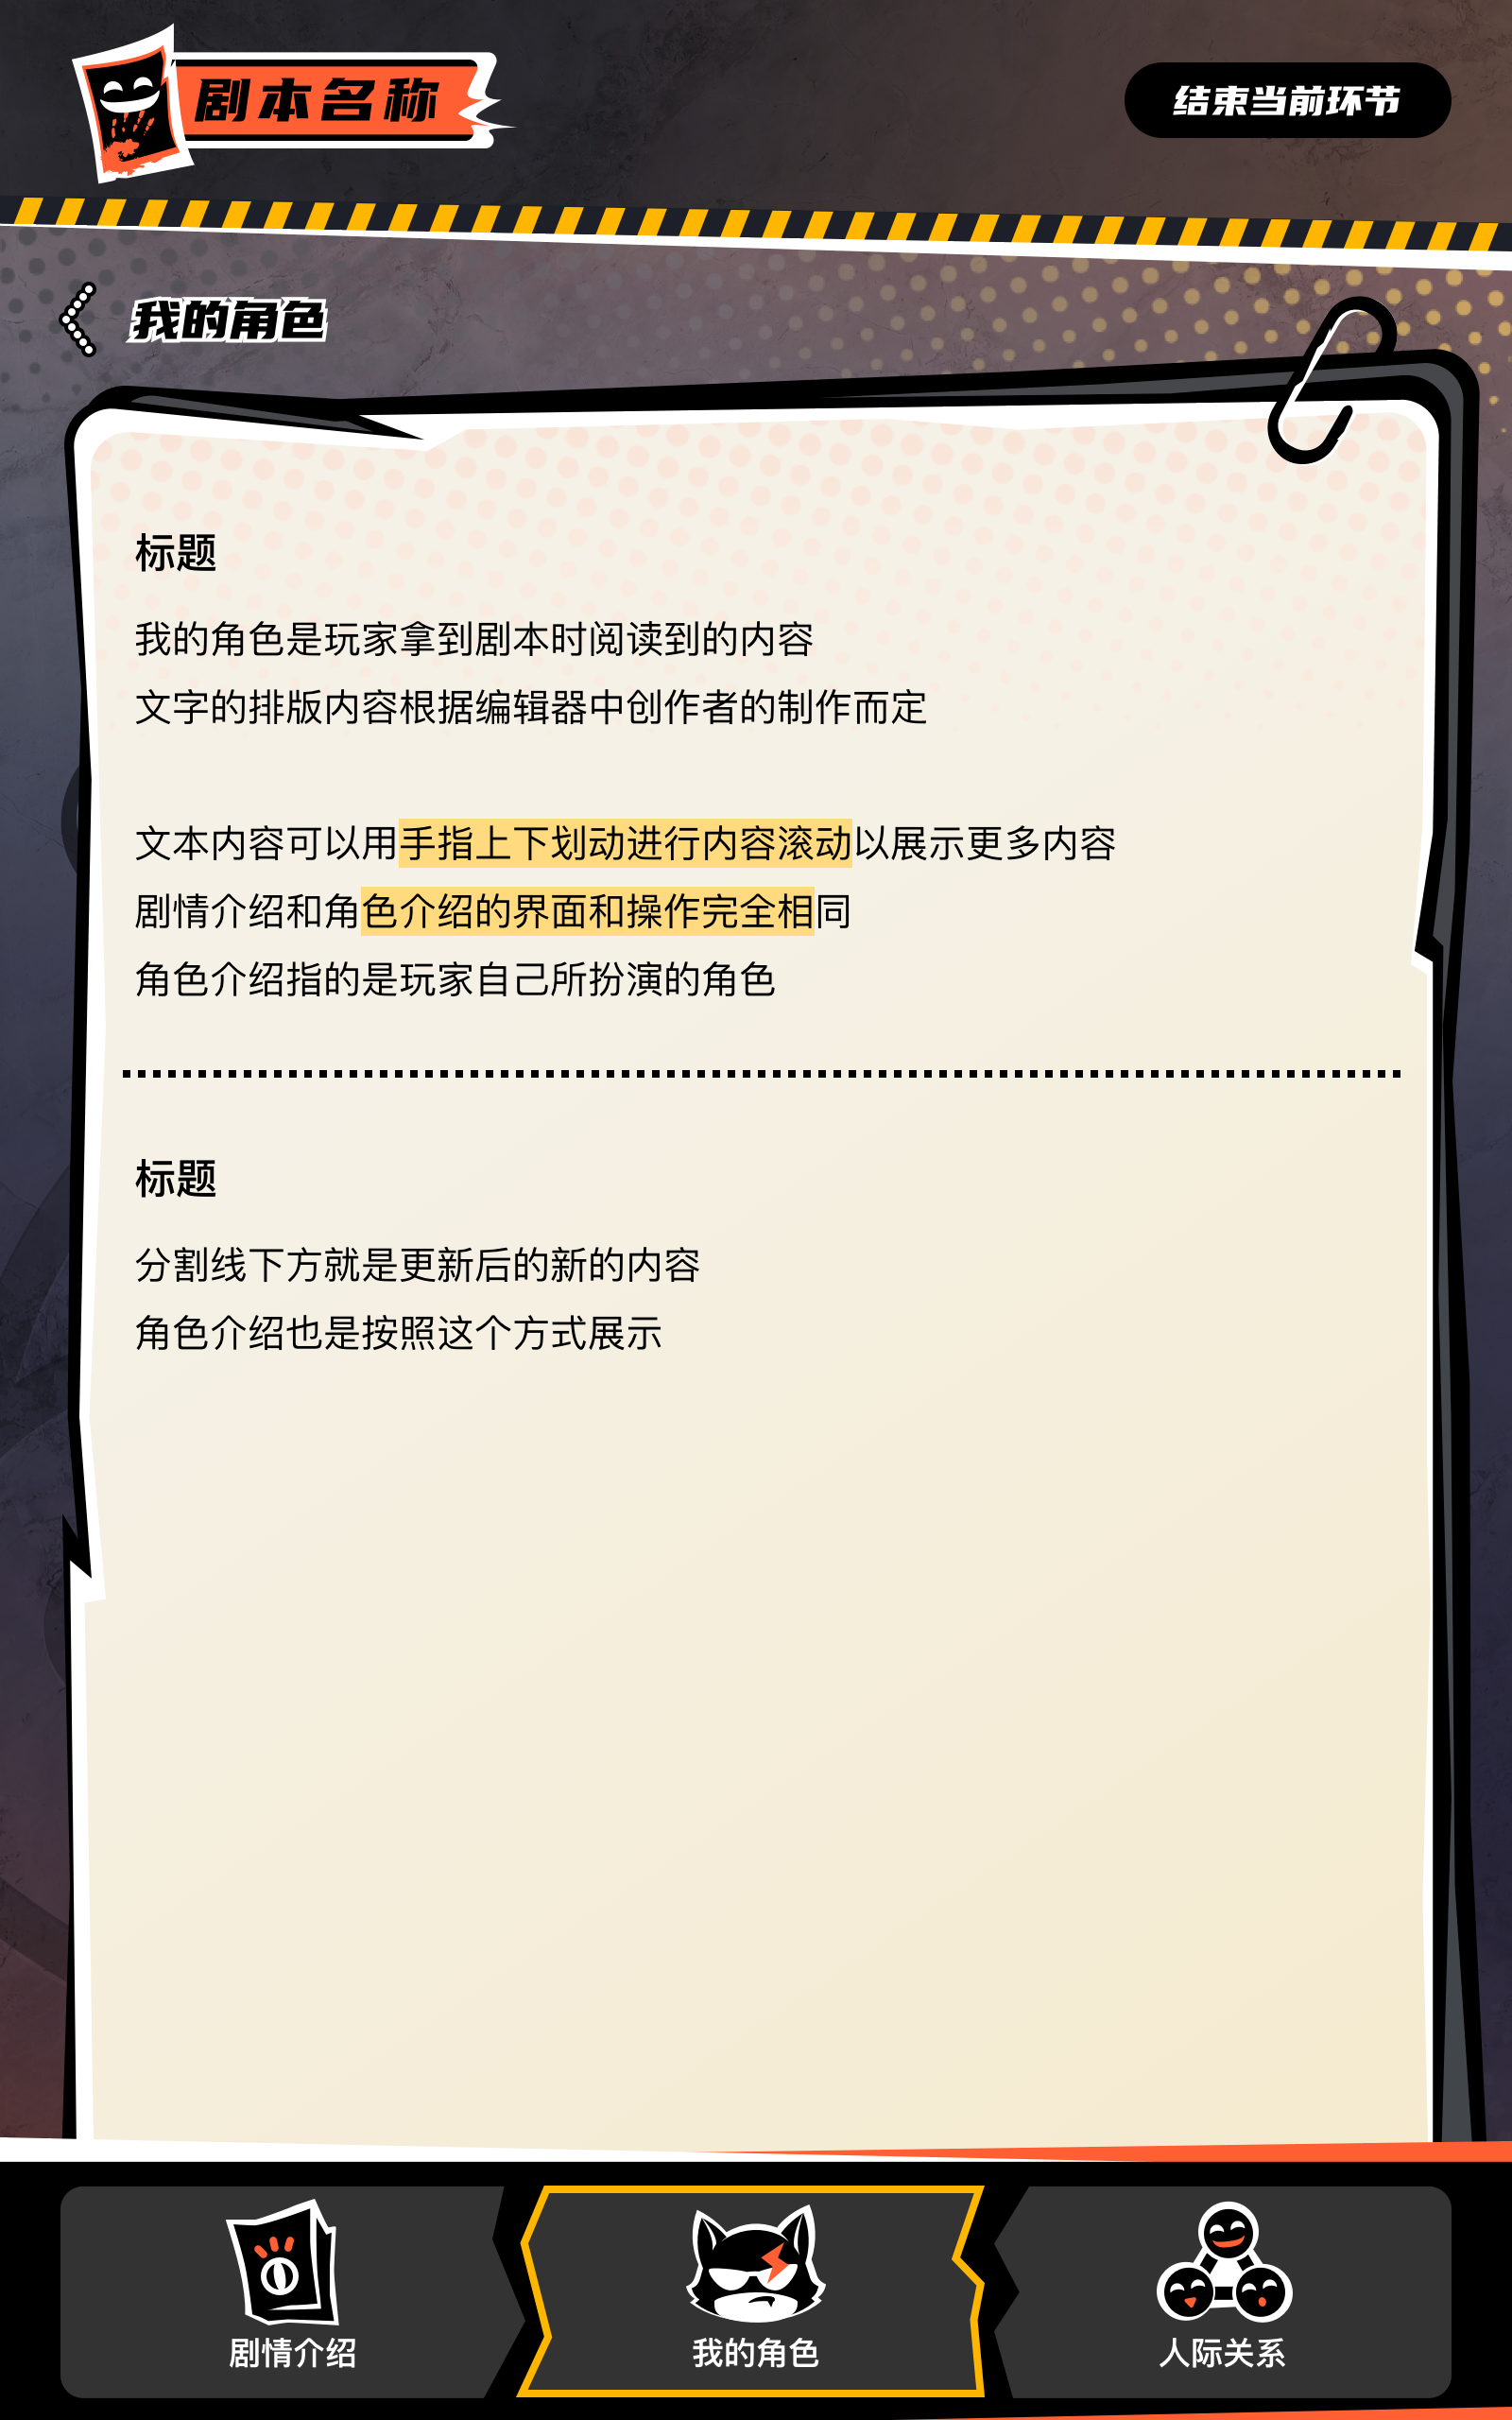 剧本名称
结束当前环节
我的角色
标题
我的角色是玩家拿到剧本时阅读到的内容
文字的排版内容根据编辑器中创作者的制作而定
文本内容可以用手指上下划动进行内容滚动以展示更多内容
剧情介绍和角色介绍的界面和操作完全相同
角色介绍指的是玩家自己所扮演的角色
标题
分割线下方就是更新后的新的内容
角色介绍也是按照这个方式展示
剧情介绍
我的角色
人际关系